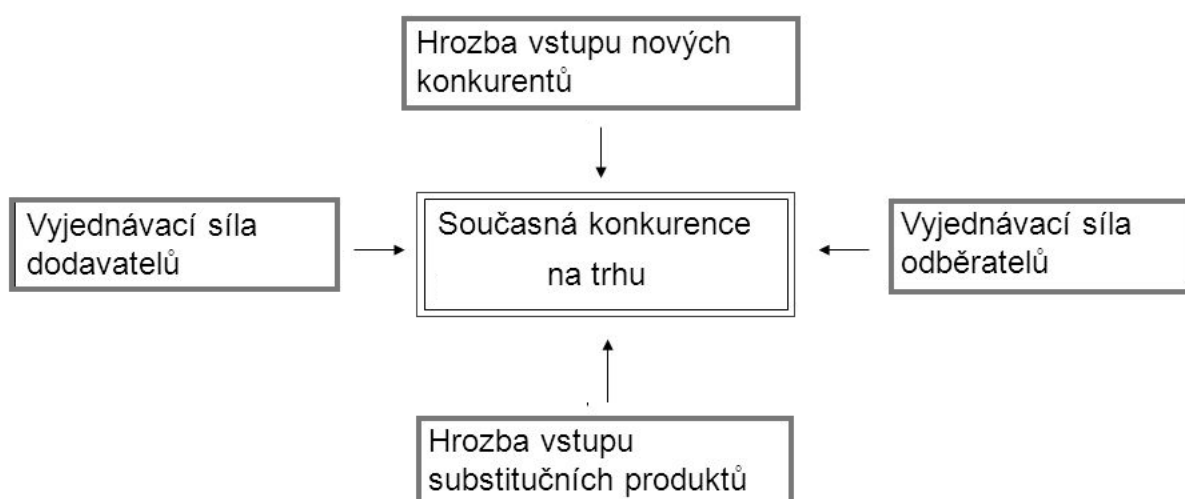 Hrozba vstupu nových
konkurentů
Vyjednávací síla
dodavatelů
Současná konkurence
na trhu
Vyjednávací síla
odběratelů
Hrozba vstupu
substitučních produktů